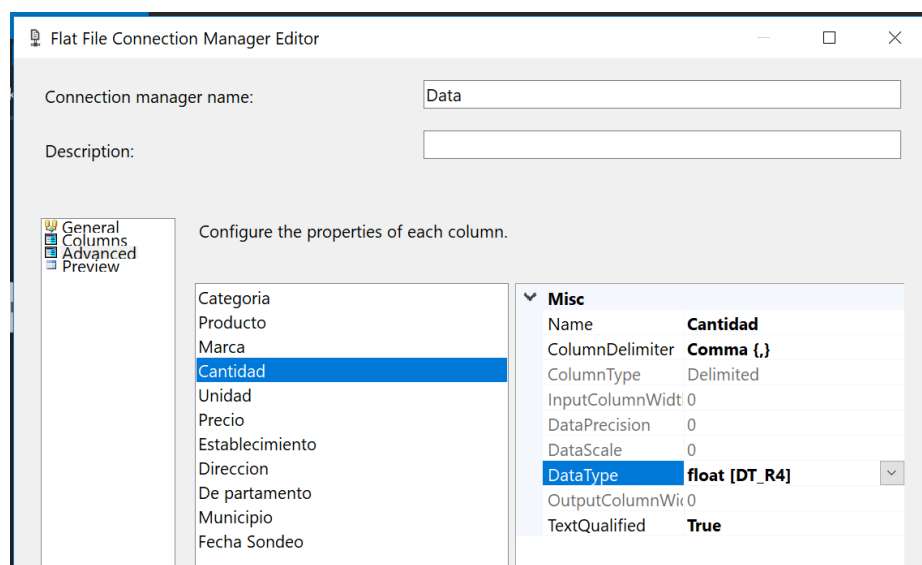 Flat File Connection Manager Editor
Connection manager name: Data
Description:
General
Columns
Advanced
Preview
Configure the properties of each column.
Categoria
Producto
Marca
Cantidad
Unidad
Precio
Establecimiento
Direccion
De partamento
Municipio
Fecha Sondeo
Misc
Name Cantidad
ColumnDelimiter Comma {,}
ColumnType Delimited
InputColumnWidt 0
DataPrecision 0
DataScale 0
DataType float [DT_R4]
OutputColumnWi 0
TextQualified True